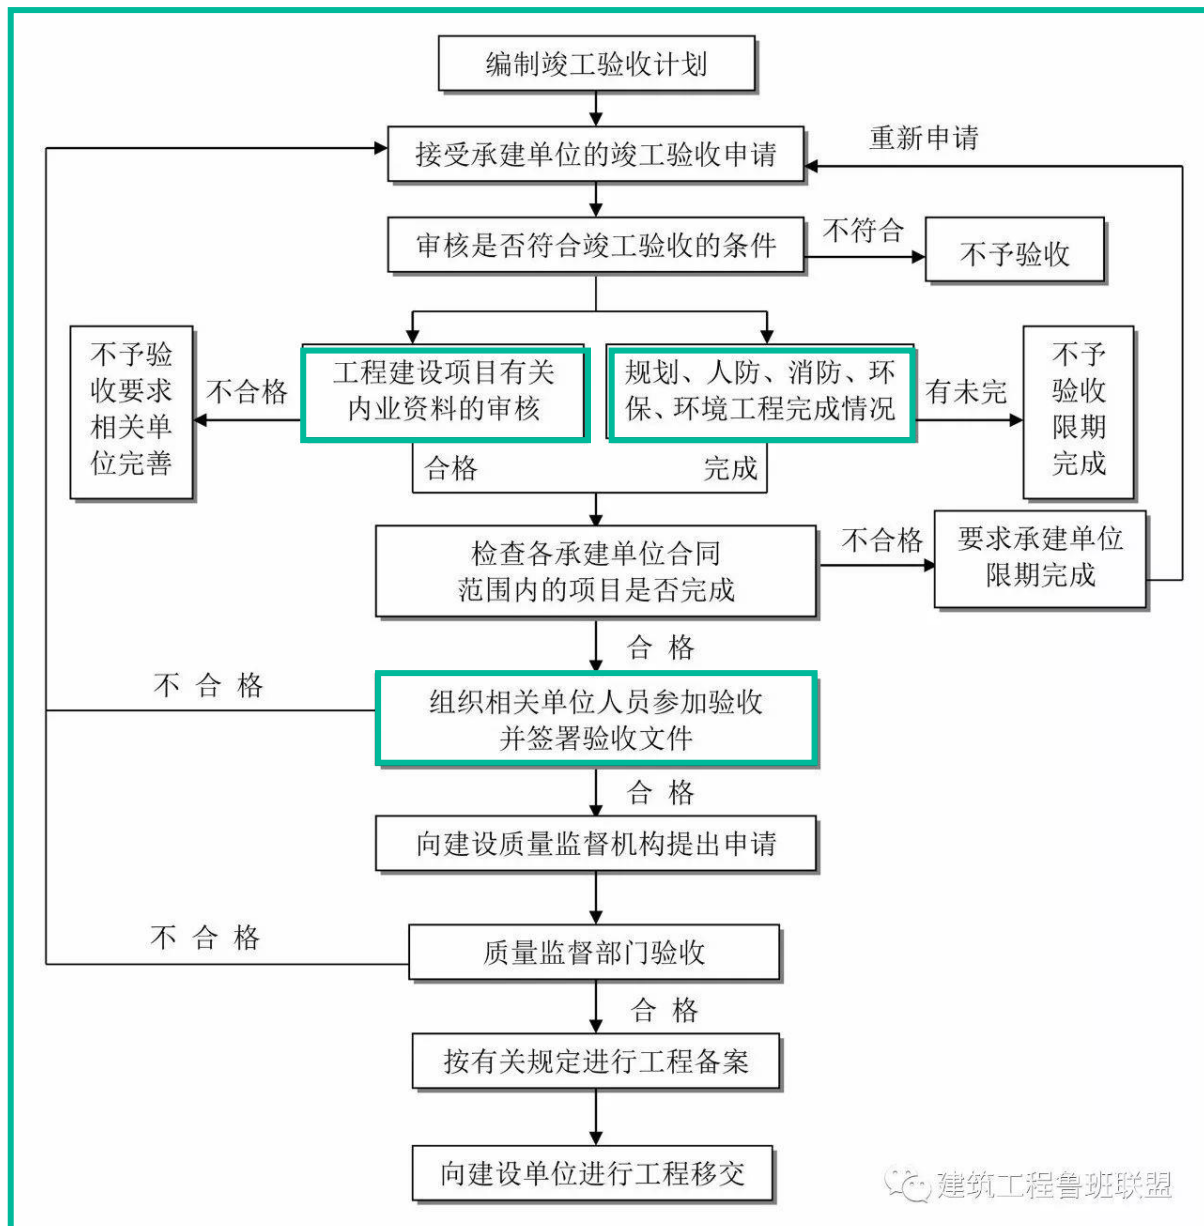 编制竣工验收计划
接受承建单位的竣工验收申请
重新申请
审核是否符合竣工验收的条件
不符合
不予验收
不予验
收要求
相关单
位完善
不合格
工程建设项目有关
内业资料的审核
规划、人防、消防、环
保、环境工程完成情况
有未完
不予
验收
限期
完成
合格
完成
检查各承建单位合同
范围内的项目是否完成
不合格
要求承建单位
限期完成
合 格
不 合 格
组织相关单位人员参加验收
并签署验收文件
合 格
向建设质量监督机构提出申请
不 合 格
质量监督部门验收
合 格
按有关规定进行工程备案
向建设单位进行工程移交
建筑工程鲁班联盟